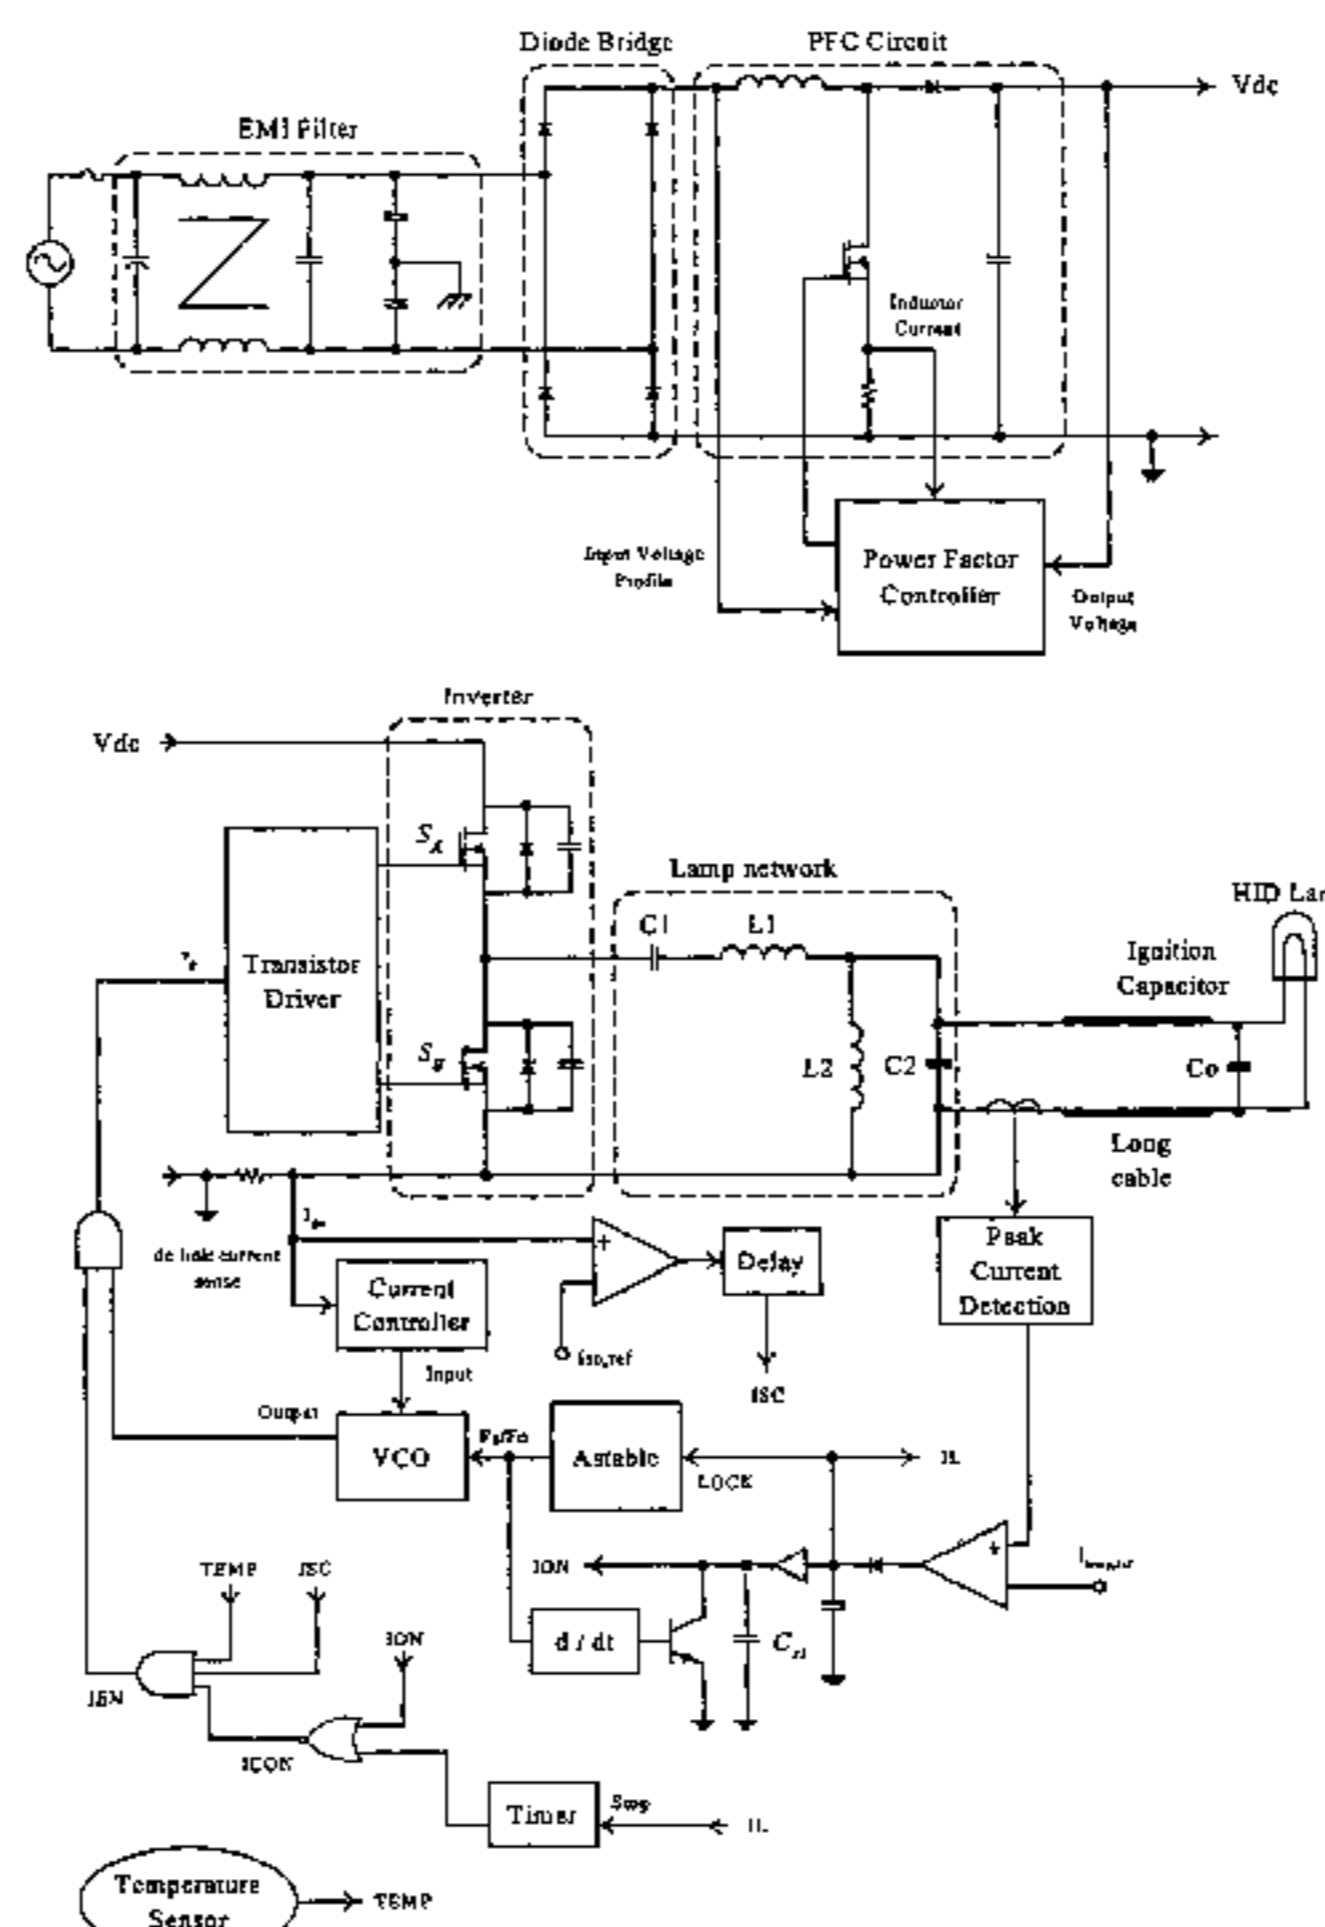 Diode Bridge
PFC Circuit
Vdc
EMI Filter
Inductor
Current
Input Voltage
Profile
Power Factor
Controller
Output
Voltage
Inverter
Vdc
S_A
Lamp network
HID Lam
C1
L1
Ignition
Capacitor
Transistor
Driver
S_B
L2
C2
Co
Long
cable
dc link current
sense
Current
Controller
Delay
Peak
Current
Detection
Input
ISC
Output
VCO
Astable
LOCK
IL
TEMP
ISC
ION
ION
d / dt
IEN
ICON
Timer
Stop
IL
Temperature
Sensor
TEMP